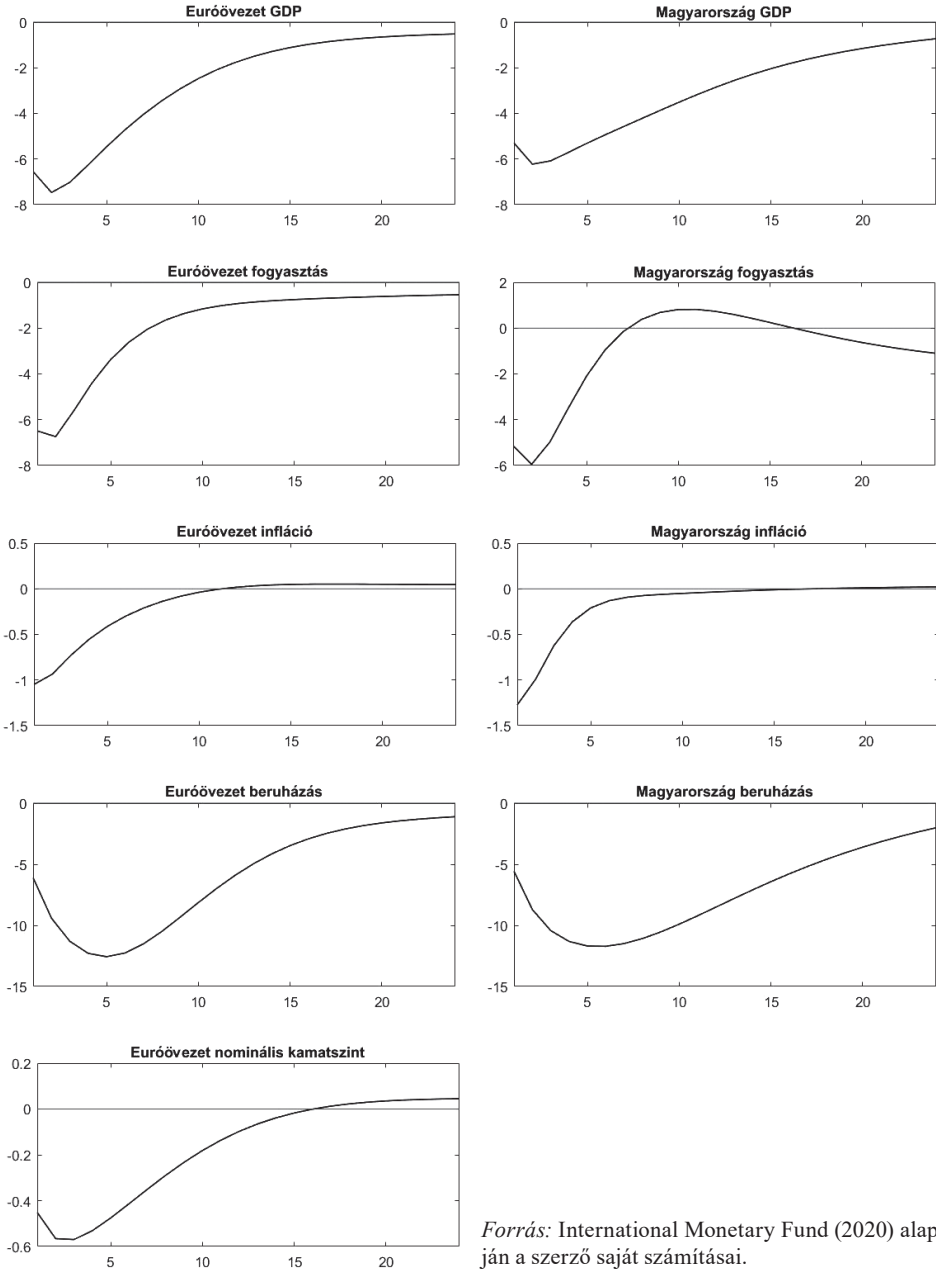 Euróövezet GDP
0
-2
-4
-6
-8
5 10 15 20
Magyarország GDP
0
-2
-4
-6
-8
5 10 15 20
Euróövezet fogyasztás
0
-2
-4
-6
-8
5 10 15 20
Magyarország fogyasztás
2
0
-2
-4
-6
5 10 15 20
Euróövezet infláció
0.5
0
-0.5
-1
-1.5
5 10 15 20
Magyarország infláció
0.5
0
-0.5
-1
-1.5
5 10 15 20
Euróövezet beruházás
0
-5
-10
-15
5 10 15 20
Magyarország beruházás
0
-5
-10
-15
5 10 15 20
Euróövezet nominális kamatszint
0.2
0
-0.2
-0.4
-0.6
5 10 15 20
Forrás: International Monetary Fund (2020) alap-
ján a szerző saját számításai.